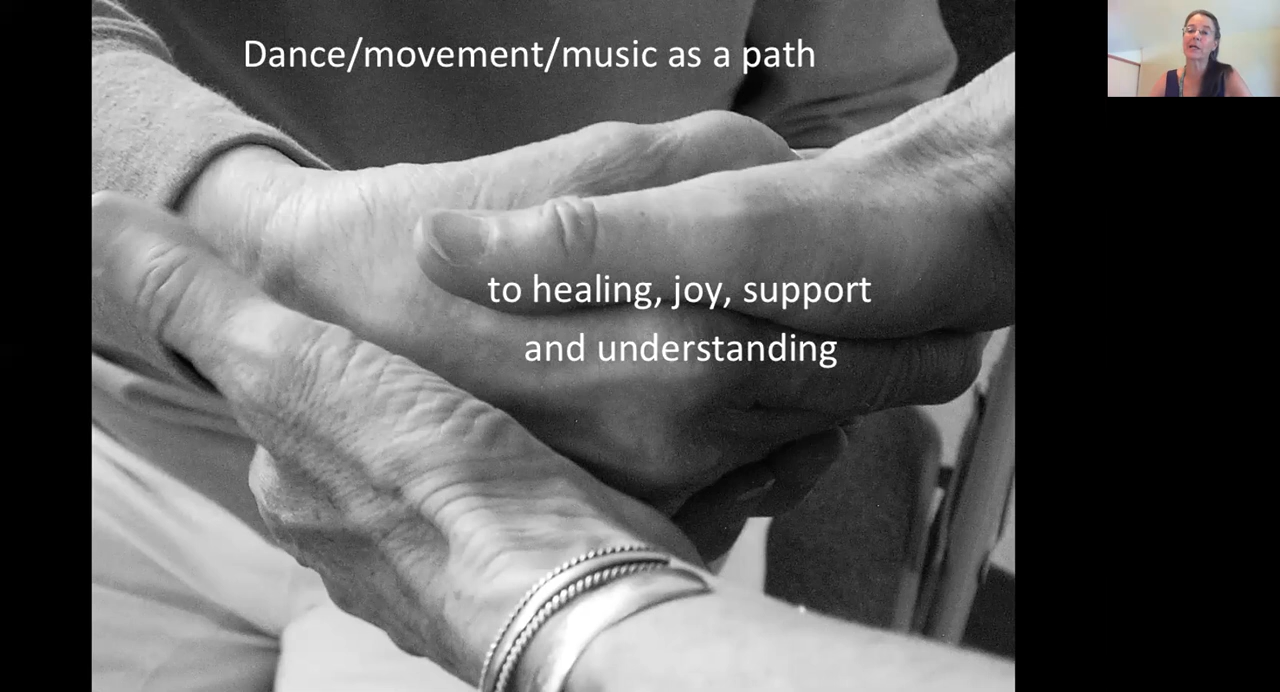 Dance/movement/music as a path
to healing, joy, support
and understanding